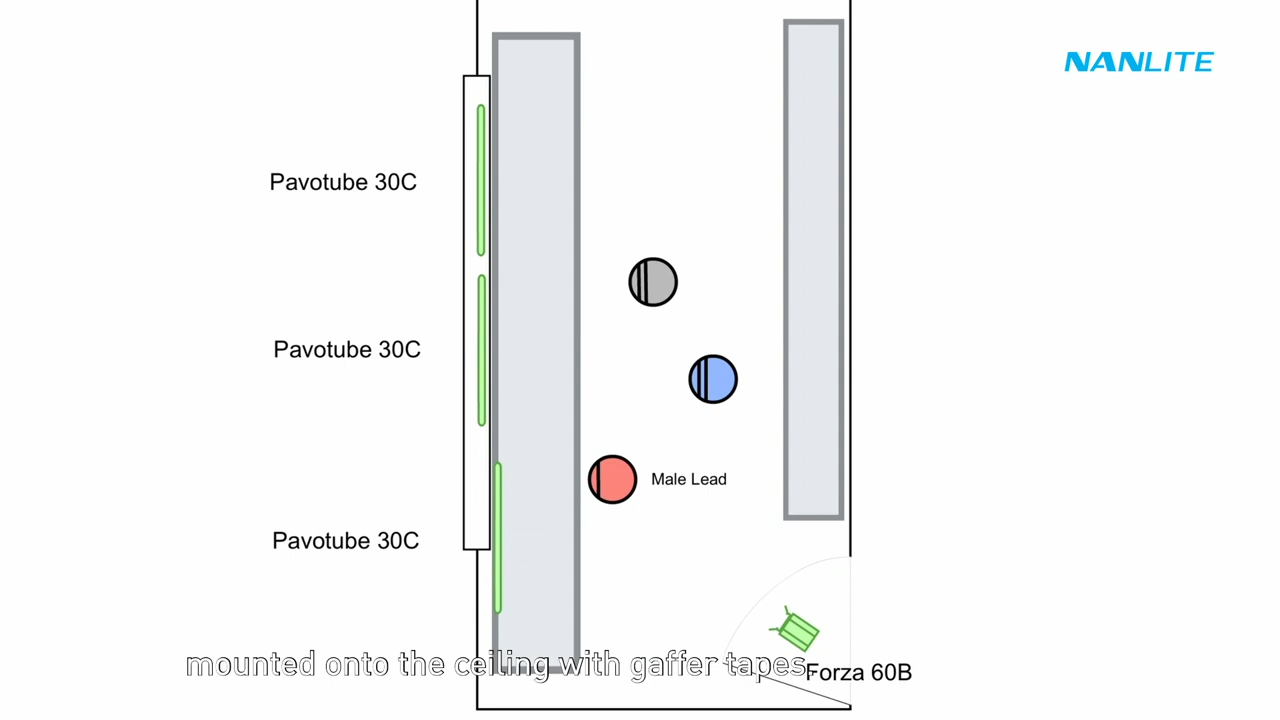 NANLITE
Pavotube 30C
Pavotube 30C
Male Lead
Pavotube 30C
mounted onto the ceiling with gaffer tapes,
Forza 60B